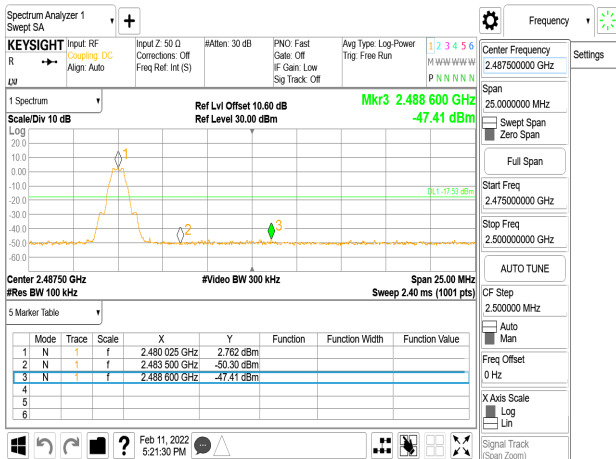 Spectrum Analyzer 1
Swept SA
Frequency
KEYSIGHT
R
Input: RF
Coupling: DC
Align: Auto
Input Z: 50 Ω
Corrections: Off
Freq Ref: Int (S)
#Atten: 30 dB
PNO: Fast
Gate: Off
IF Gain: Low
Sig Track: Off
Avg Type: Log-Power
Trig: Free Run
1 2 3 4 5 6
M W W W W W
P N N N N N
1 Spectrum
Scale/Div 10 dB
Ref Lvl Offset 10.60 dB
Ref Level 30.00 dBm
Mkr3 2.488 600 GHz
-47.41 dBm
Log
20.0
10.0
0.00
-10.0
-20.0
-30.0
-40.0
-50.0
-60.0
1
2
3
DL1 -17.53 dBm
Center 2.48750 GHz
#Res BW 100 kHz
#Video BW 300 kHz
Span 25.00 MHz
Sweep 2.40 ms (1001 pts)
5 Marker Table
Mode Trace Scale X Y Function Function Width Function Value
1 N 1 f 2.480 025 GHz 2.762 dBm
2 N 1 f 2.483 500 GHz -50.30 dBm
3 N 1 f 2.488 600 GHz -47.41 dBm
4
5
6
Feb 11, 2022
5:21:30 PM
Center Frequency
2.487500000 GHz
Settings
Span
25.0000000 MHz
Swept Span
Zero Span
Full Span
Start Freq
2.475000000 GHz
Stop Freq
2.500000000 GHz
AUTO TUNE
CF Step
2.500000 MHz
Auto
Man
Freq Offset
0 Hz
X Axis Scale
Log
Lin
Signal Track
(Span Zoom)